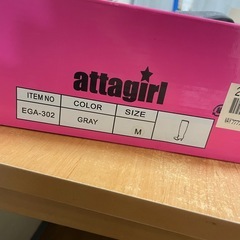 attagirl
ITEM NO COLOR SIZE
EGA-302 GRAY M